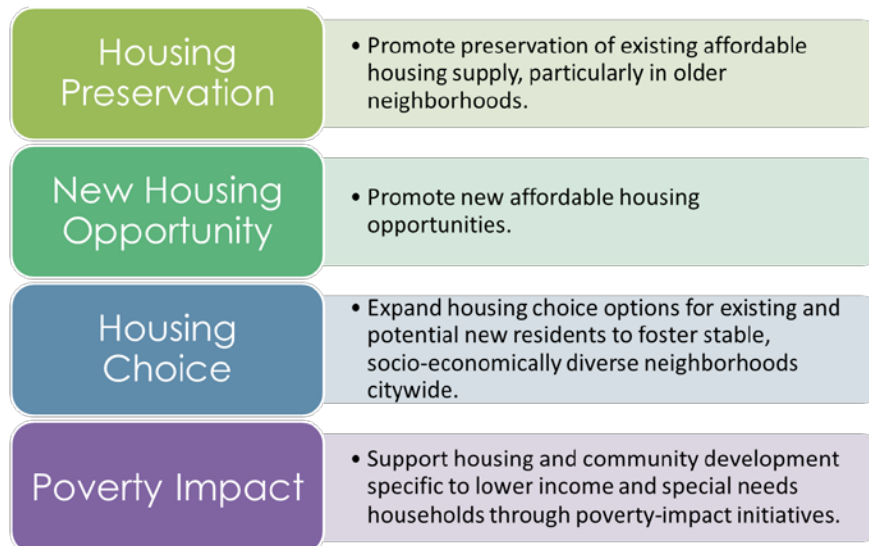 Housing
Preservation
• Promote preservation of existing affordable
housing supply, particularly in older
neighborhoods.
New Housing
Opportunity
• Promote new affordable housing
opportunities.
Housing
Choice
• Expand housing choice options for existing and
potential new residents to foster stable,
socio-economically diverse neighborhoods
citywide.
Poverty Impact
• Support housing and community development
specific to lower income and special needs
households through poverty-impact initiatives.